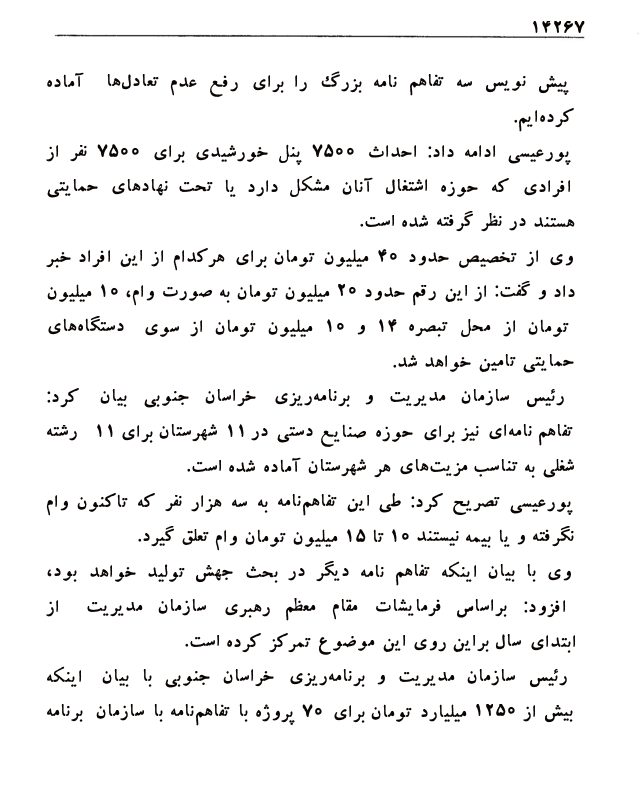 ۱۴۲۶۷
پیش نویس سه تفاهم نامه بزرگ را برای رفع عدم تعادل‌ها آماده
کرده‌ایم.
پورعیسی ادامه داد: احداث ۷۵۰۰ پنل خورشیدی برای ۷۵۰۰ نفر از
افرادی که حوزه اشتغال آنان مشکل دارد یا تحت نهادهای حمایتی
هستند در نظر گرفته شده است.
وی از تخصیص حدود ۴۰ میلیون تومان برای هرکدام از این افراد خبر
داد و گفت: از این رقم حدود ۲۰ میلیون تومان به صورت وام، ۱۰ میلیون
تومان از محل تبصره ۱۴ و ۱۰ میلیون تومان از سوی دستگاه‌های
حمایتی تامین خواهد شد.
رئیس سازمان مدیریت و برنامه‌ریزی خراسان جنوبی بیان کرد:
تفاهم نامه‌ای نیز برای حوزه صنایع دستی در ۱۱ شهرستان برای ۱۱ رشته
شغلی به تناسب مزیت‌های هر شهرستان آماده شده است.
پورعیسی تصریح کرد: طی این تفاهم‌نامه به سه هزار نفر که تاکنون وام
نگرفته و یا بیمه نیستند ۱۰ تا ۱۵ میلیون تومان وام تعلق گیرد.
وی با بیان اینکه تفاهم نامه دیگر در بحث جهش تولید خواهد بود،
افزود: براساس فرمایشات مقام معظم رهبری سازمان مدیریت از
ابتدای سال براین روی این موضوع تمرکز کرده است.
رئیس سازمان مدیریت و برنامه‌ریزی خراسان جنوبی با بیان اینکه
بیش از ۱۲۵۰ میلیارد تومان برای ۷۰ پروژه با تفاهم‌نامه با سازمان برنامه